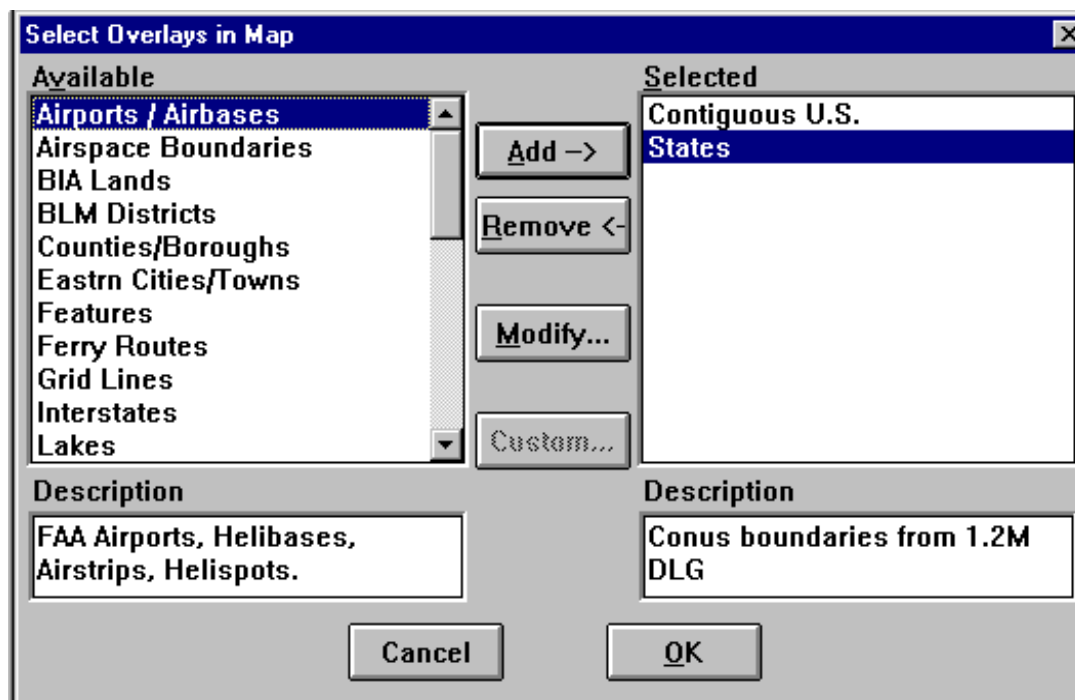 Select Overlays in Map
Available
Airports / Airbases
Airspace Boundaries
BIA Lands
BLM Districts
Counties/Boroughs
Eastrn Cities/Towns
Features
Ferry Routes
Grid Lines
Interstates
Lakes
Add –>
Remove <-
Modify...
Custom...
Selected
Contiguous U.S.
States
Description
FAA Airports, Helibases,
Airstrips, Helispots.
Description
Conus boundaries from 1.2M
DLG
Cancel
OK